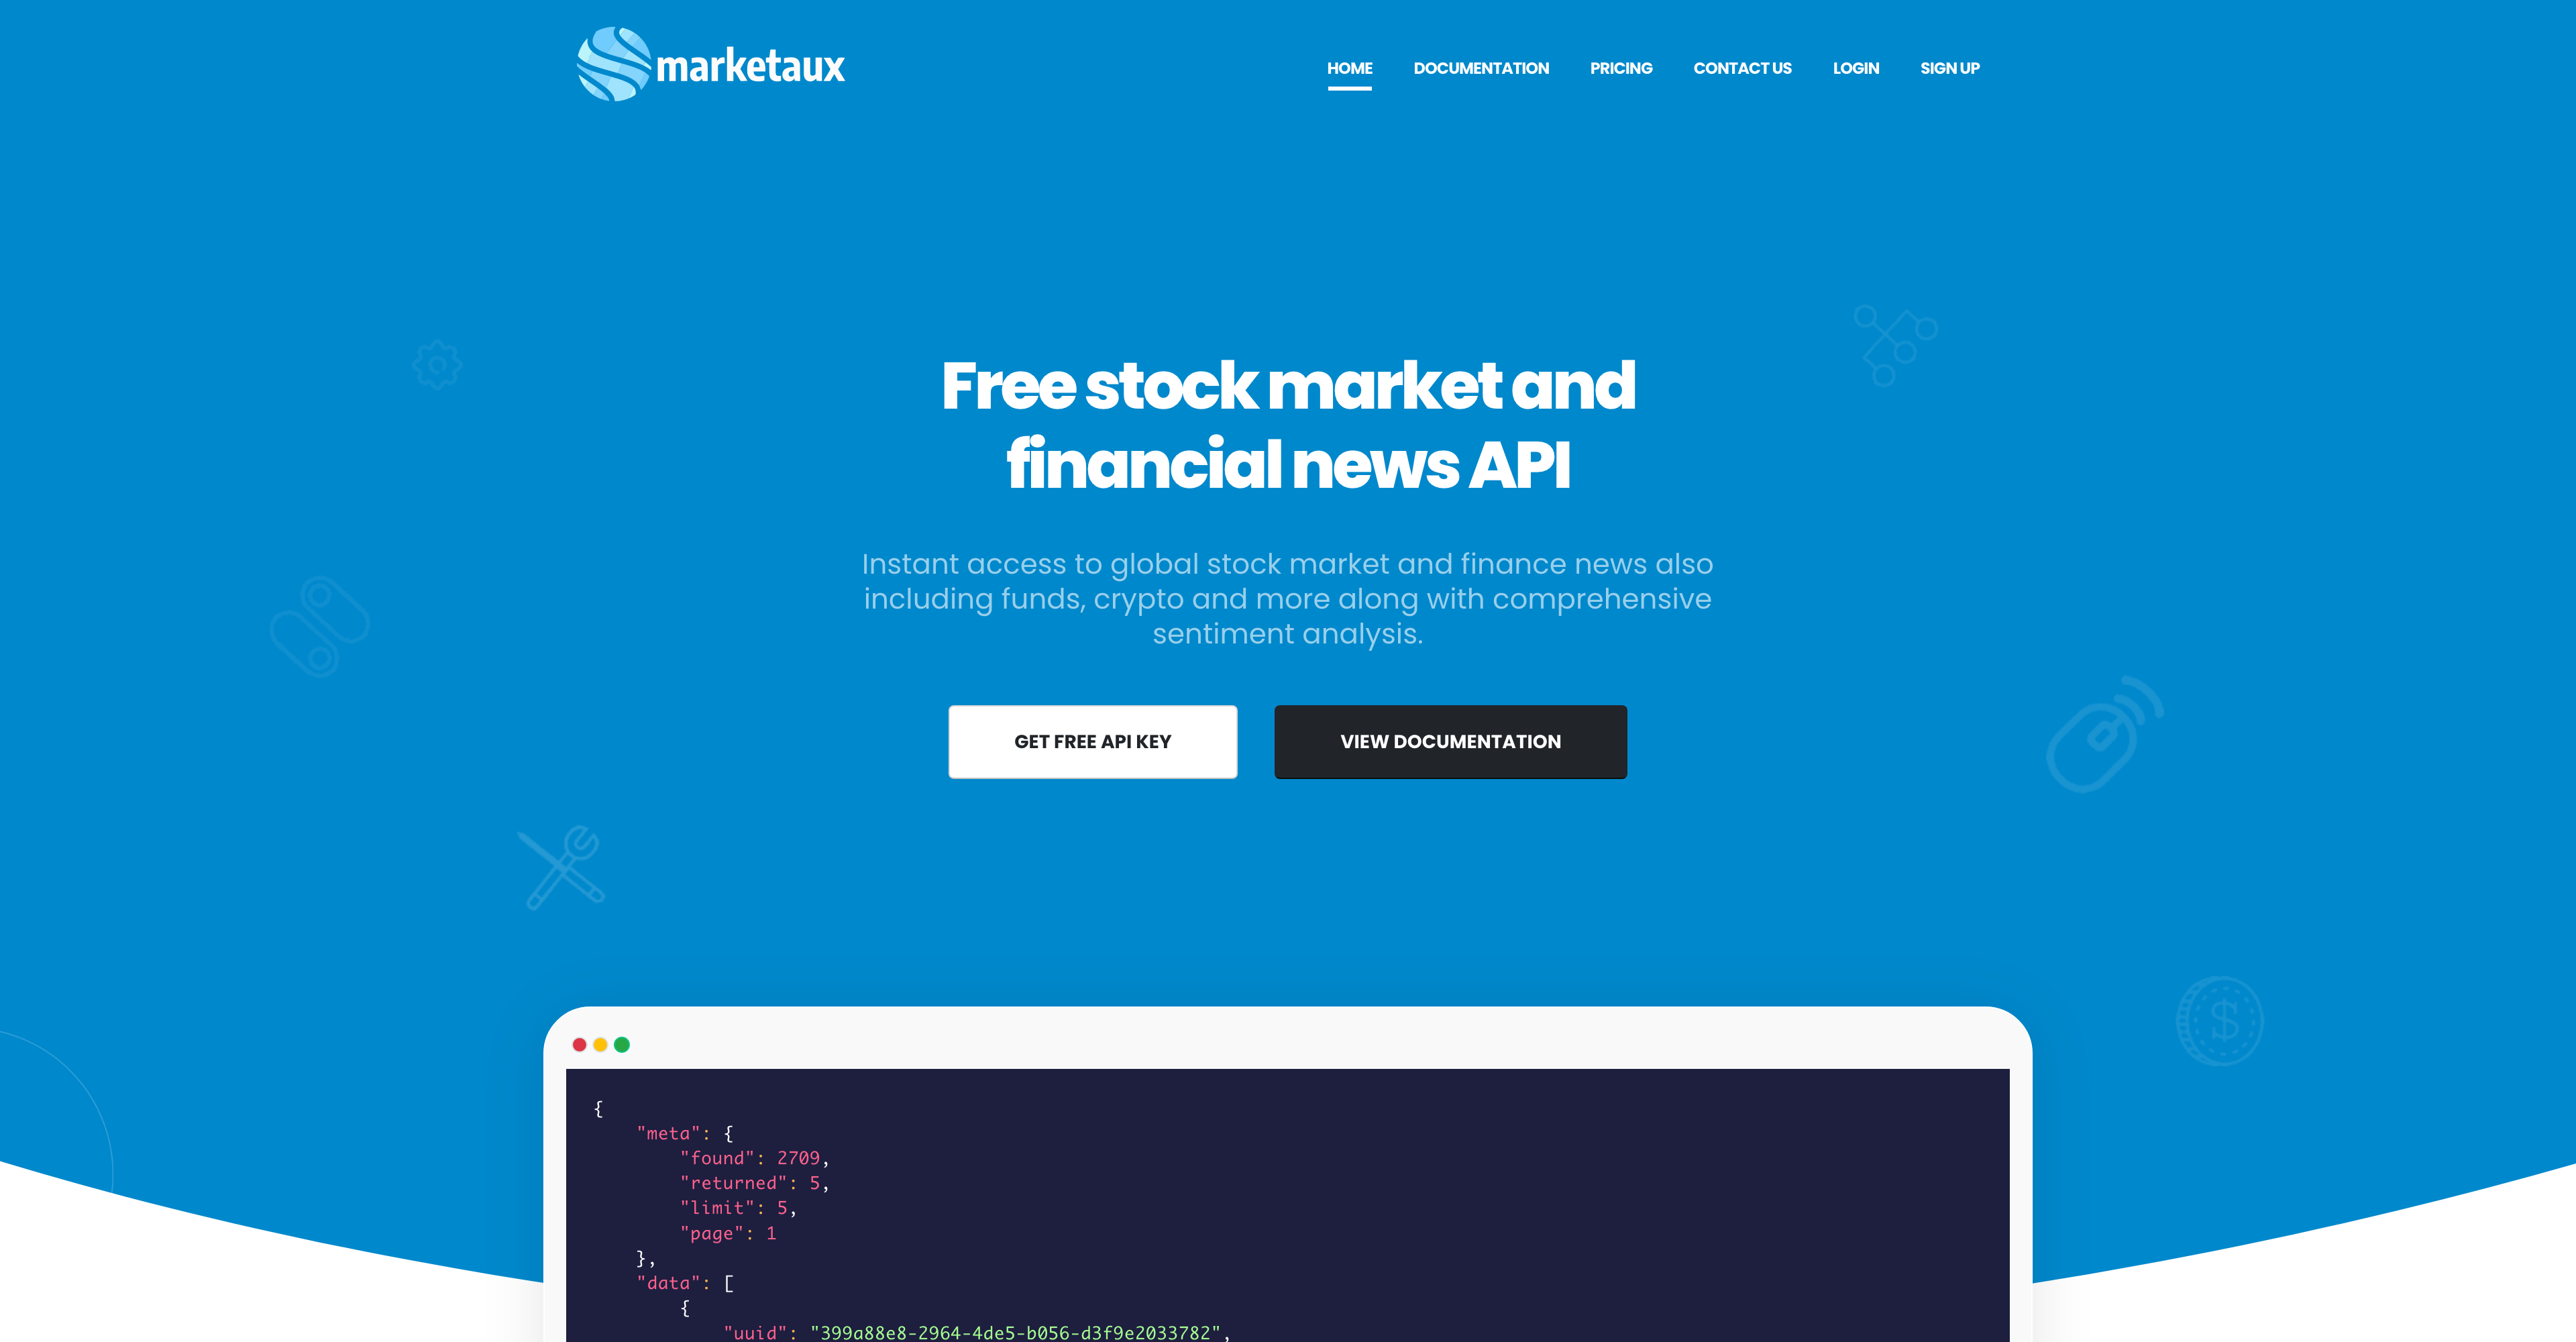 marketaux
HOME DOCUMENTATION PRICING CONTACT US LOGIN SIGN UP
Free stock market and
financial news API
Instant access to global stock market and finance news also
including funds, crypto and more along with comprehensive
sentiment analysis.
GET FREE API KEY VIEW DOCUMENTATION
{
"meta": {
"found": 2709,
"returned": 5,
"limit": 5,
"page": 1
},
"data": [
{
"uuid": "399a88e8-2964-4de5-b056-d3f9e2033782",